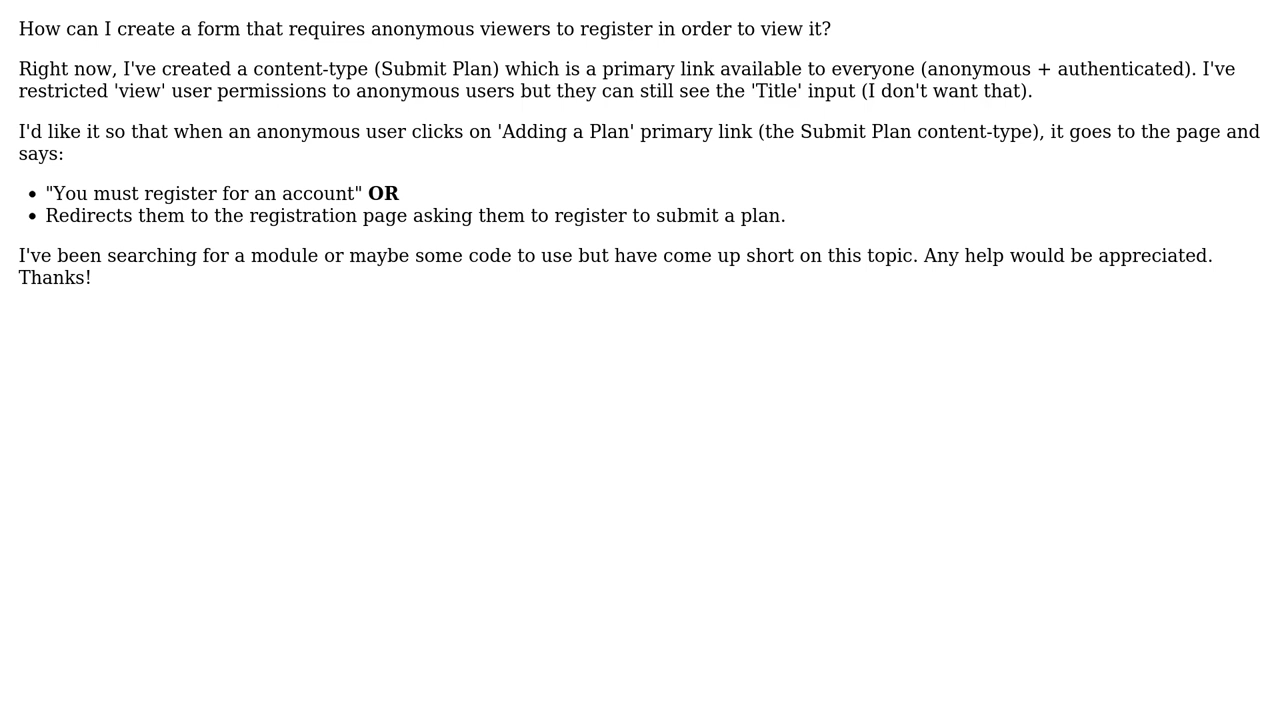 How can I create a form that requires anonymous viewers to register in order to view it?
Right now, I've created a content-type (Submit Plan) which is a primary link available to everyone (anonymous + authenticated). I've
restricted 'view' user permissions to anonymous users but they can still see the 'Title' input (I don't want that).
I'd like it so that when an anonymous user clicks on 'Adding a Plan' primary link (the Submit Plan content-type), it goes to the page and
says:
• "You must register for an account" OR
• Redirects them to the registration page asking them to register to submit a plan.
I've been searching for a module or maybe some code to use but have come up short on this topic. Any help would be appreciated.
Thanks!